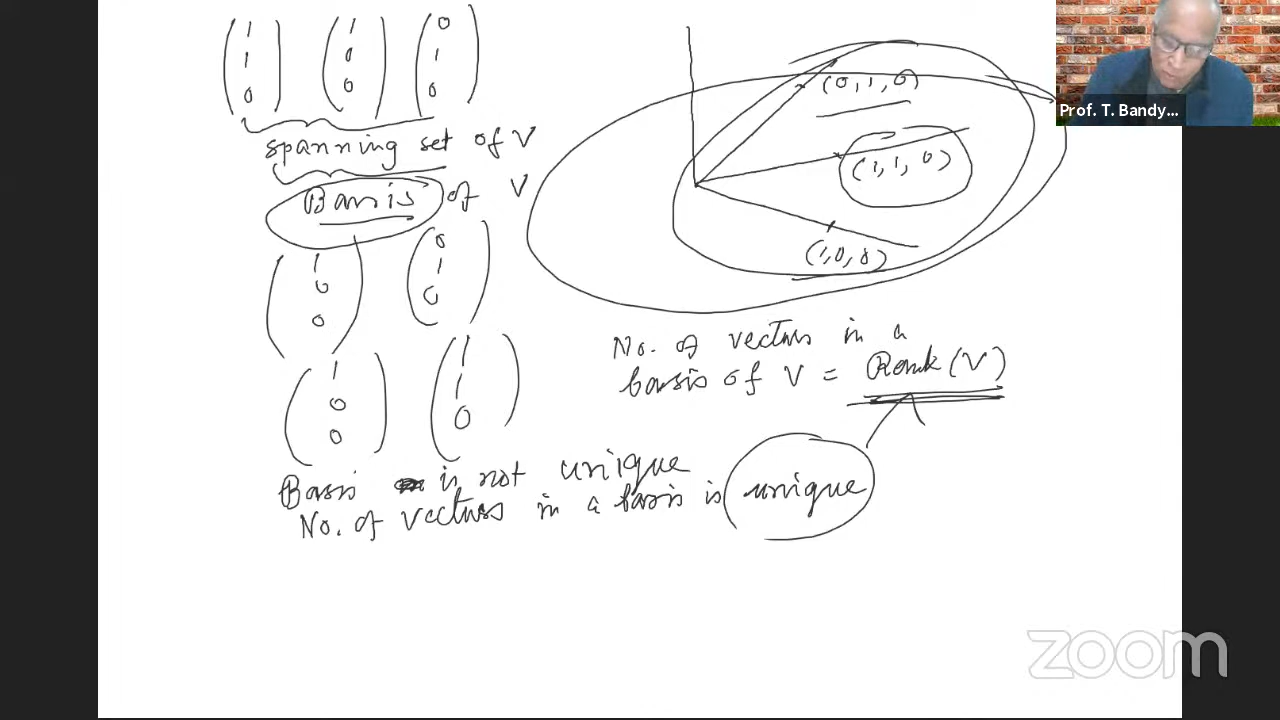 1 1 0
1 0 1
0 0 0
spanning set of V
Basis of V
1 0
0 1
0 0
1 1
0 1
0 0
Basis is not unique
No. of vectors in a basis is unique
(0,1,0)
(1,1,0)
(1,0,0)
No. of vectors in a
basis of V = Rank(V)
Prof. T. Bandy...
zoom